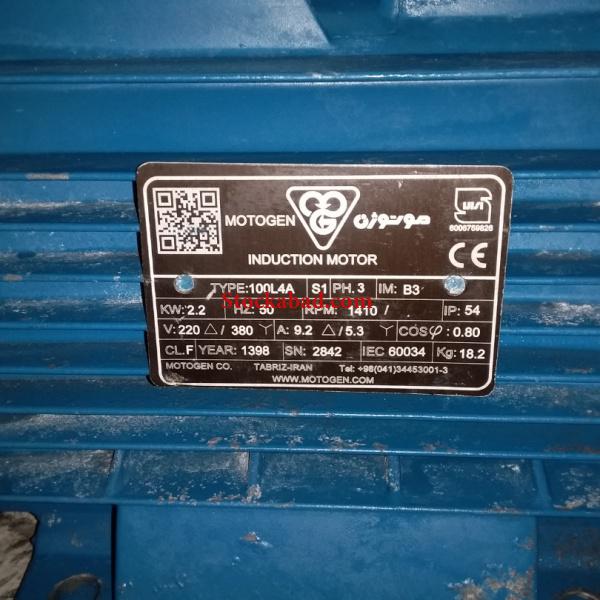 MOTOGEN موتوژن
6006759626
INDUCTION MOTOR
CE
TYPE:100L4A S1 PH.3 IM: B3
Stockabad.com
KW:2.2 HZ:50 RPM: 1410/ IP: 54
V:220 △/ 380 Y A: 9.2 △/5.3 Y COSφ: 0.80
CL.F YEAR: 1398 SN: 2842 IEC 60034 Kg:18.2
MOTOGEN CO. TABRIZ-IRAN Tel: +98(041)34453001-3
WWW.MOTOGEN.COM